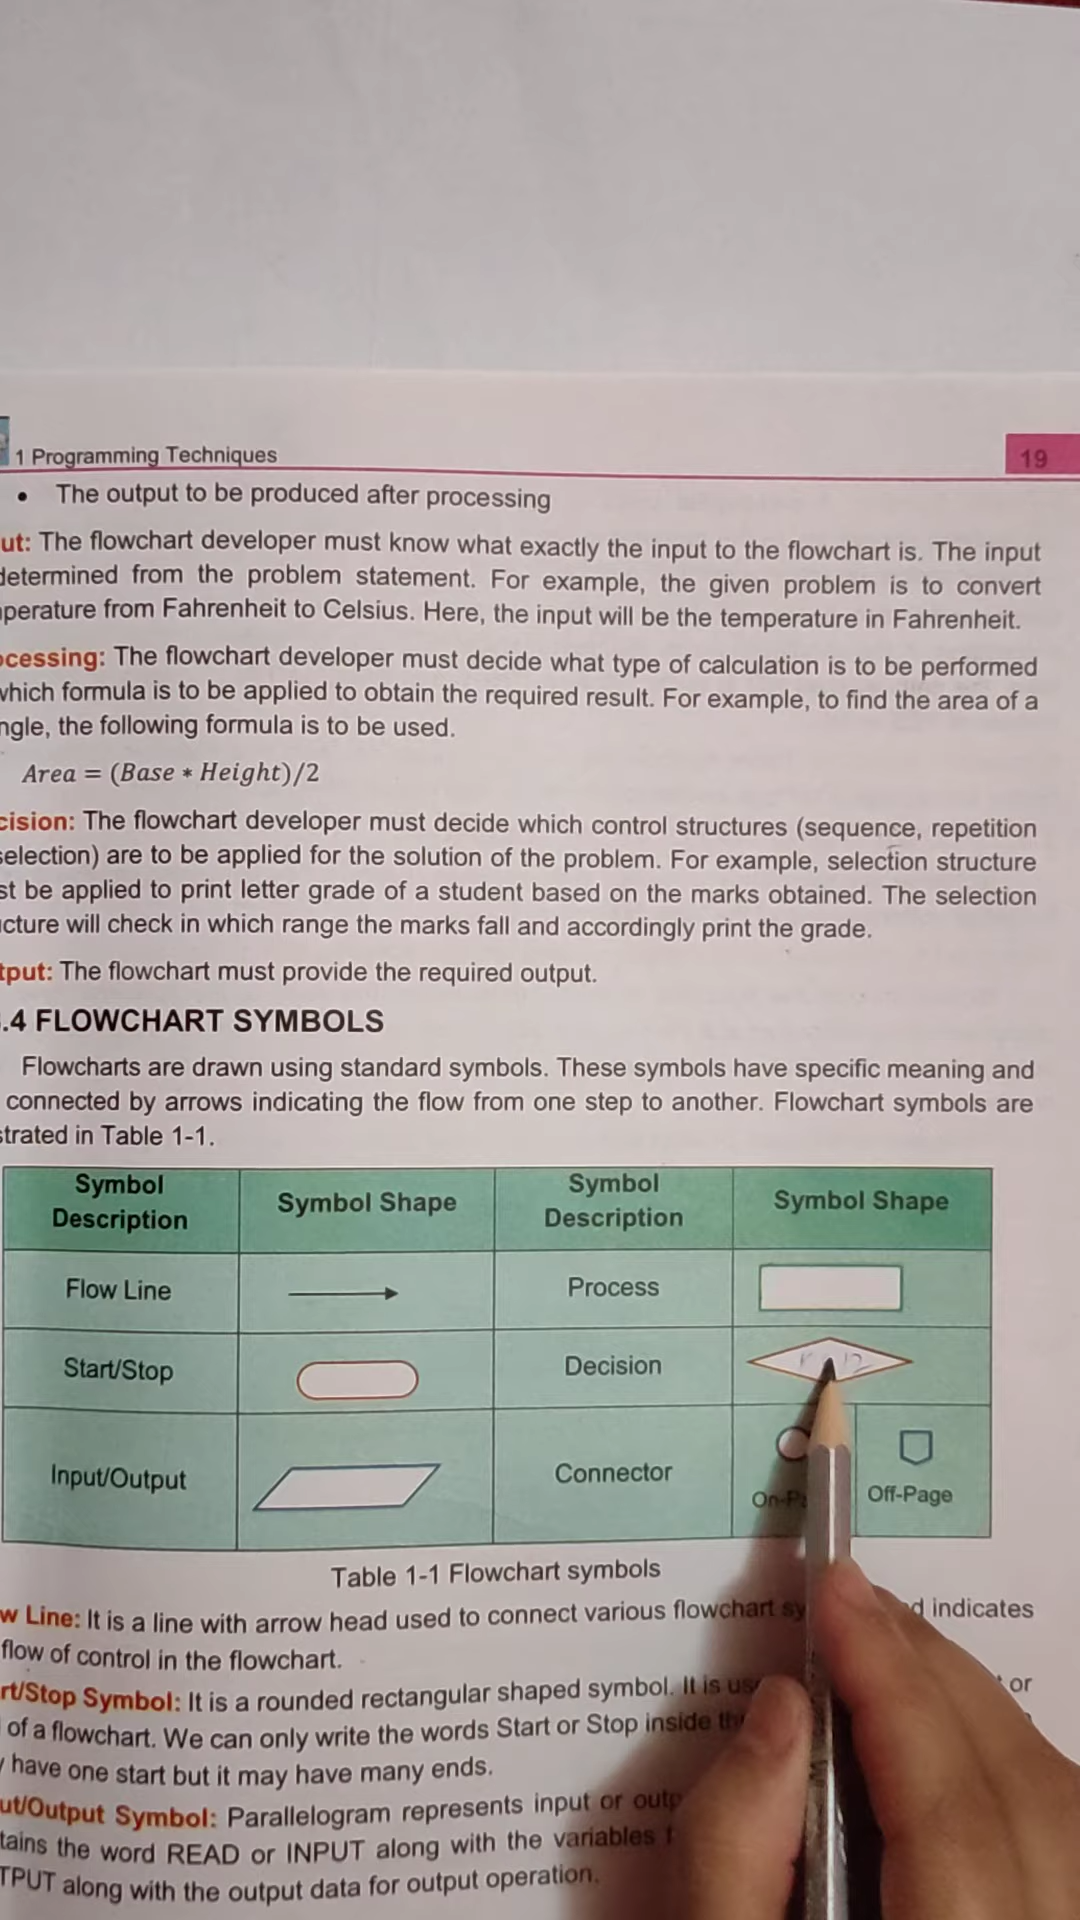 1 Programming Techniques
19
• The output to be produced after processing
ut: The flowchart developer must know what exactly the input to the flowchart is. The input
determined from the problem statement. For example, the given problem is to convert
perature from Fahrenheit to Celsius. Here, the input will be the temperature in Fahrenheit.
cessing: The flowchart developer must decide what type of calculation is to be performed
which formula is to be applied to obtain the required result. For example, to find the area of a
ngle, the following formula is to be used.
Area = (Base * Height)/2
cision: The flowchart developer must decide which control structures (sequence, repetition
selection) are to be applied for the solution of the problem. For example, selection structure
st be applied to print letter grade of a student based on the marks obtained. The selection
ucture will check in which range the marks fall and accordingly print the grade.
tput: The flowchart must provide the required output.
.4 FLOWCHART SYMBOLS
Flowcharts are drawn using standard symbols. These symbols have specific meaning and
connected by arrows indicating the flow from one step to another. Flowchart symbols are
strated in Table 1-1.
Symbol Description Symbol Shape Symbol Description Symbol Shape
Flow Line Process
Start/Stop Decision
Input/Output Connector
Off-Page
Table 1-1 Flowchart symbols
w Line: It is a line with arrow head used to connect various flowchart indicates
flow of control in the flowchart.
rt/Stop Symbol: It is a rounded rectangular shaped symbol. It is or
of a flowchart. We can only write the words Start or Stop inside
have one start but it may have many ends.
ut/Output Symbol: Parallelogram represents input or
tains the word READ or INPUT along with the variables
TPUT along with the output data for output operation.